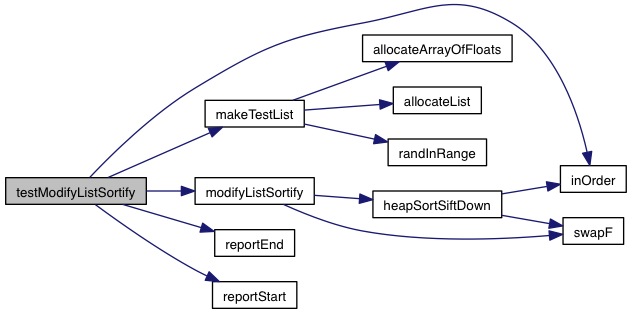 allocateArrayOfFloats
allocateList
makeTestList
randInRange
inOrder
testModifyListSortify
modifyListSortify
heapSortSiftDown
swapF
reportEnd
reportStart